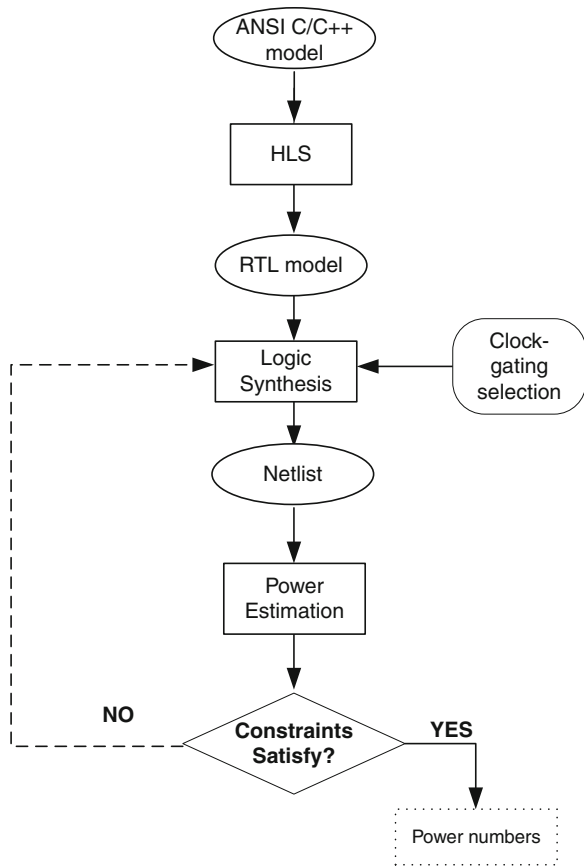 ANSI C/C++
model
HLS
RTL model
Logic
Synthesis
Clock-
gating
selection
Netlist
Power
Estimation
NO
Constraints
Satisfy?
YES
Power numbers